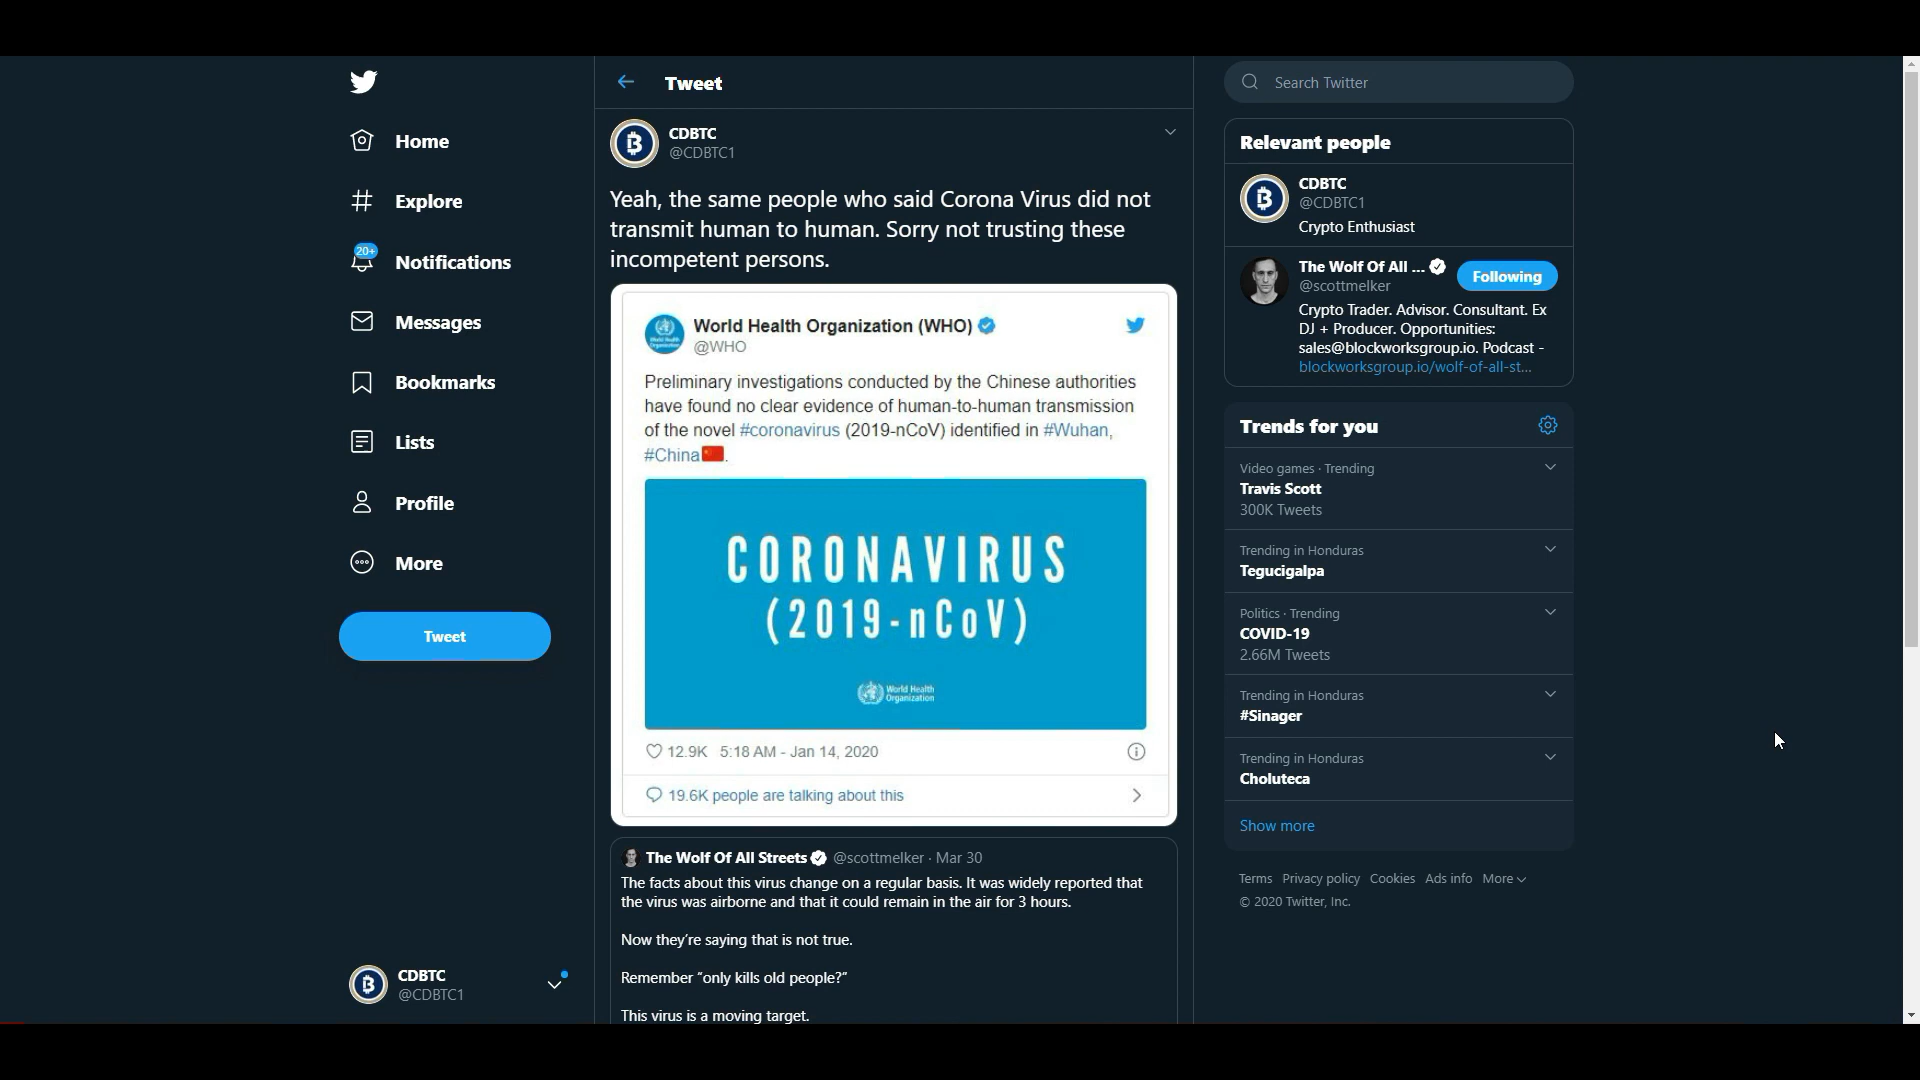 Home
Explore
20+
Notifications
Messages
Bookmarks
Lists
Profile
More
Tweet
CDBTC
@CDBTC1
Tweet
CDBTC
@CDBTC1
Yeah, the same people who said Corona Virus did not
transmit human to human. Sorry not trusting these
incompetent persons.
World Health Organization (WHO)
@WHO
Preliminary investigations conducted by the Chinese authorities
have found no clear evidence of human-to-human transmission
of the novel #coronavirus (2019-nCoV) identified in #Wuhan,
#China🇨🇳.
CORONAVIRUS
(2019-nCoV)
World Health
Organization
12.9K 5:18 AM - Jan 14, 2020
19.6K people are talking about this
The Wolf Of All Streets @scottmelker · Mar 30
The facts about this virus change on a regular basis. It was widely reported that
the virus was airborne and that it could remain in the air for 3 hours.
Now they're saying that is not true.
Remember "only kills old people?"
This virus is a moving target.
Search Twitter
Relevant people
CDBTC
@CDBTC1
Crypto Enthusiast
The Wolf Of All ...
Following
@scottmelker
Crypto Trader. Advisor. Consultant. Ex
DJ + Producer. Opportunities:
sales@blockworksgroup.io. Podcast -
blockworksgroup.io/wolf-of-all-st...
Trends for you
Video games · Trending
Travis Scott
300K Tweets
Trending in Honduras
Tegucigalpa
Politics · Trending
COVID-19
2.66M Tweets
Trending in Honduras
#Sinager
Trending in Honduras
Choluteca
Show more
Terms Privacy policy Cookies Ads info More
© 2020 Twitter, Inc.